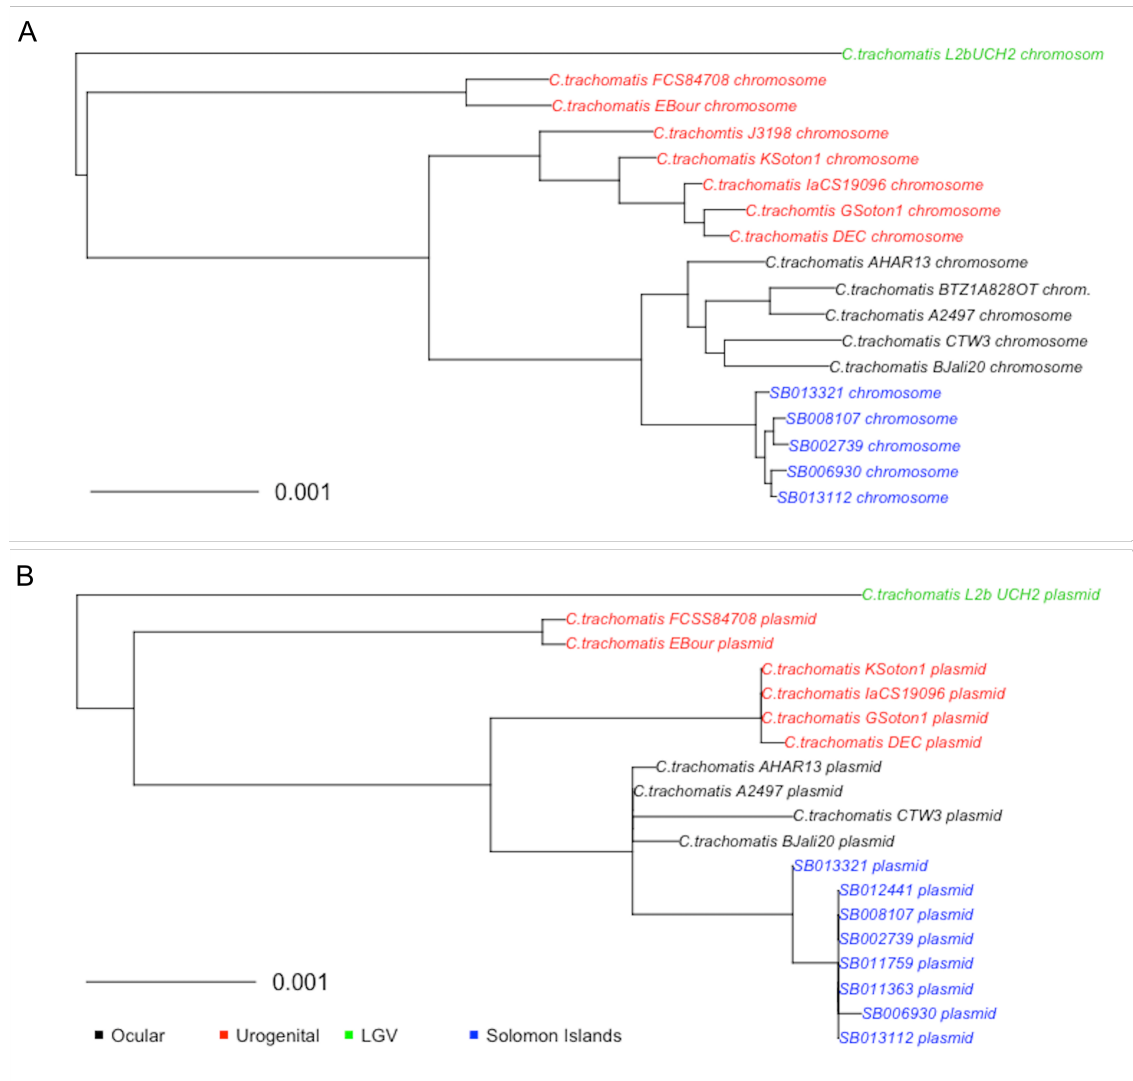 A
C.trachomatis L2bUCH2 chromosom
C.trachomatis FCS84708 chromosome
C.trachomatis EBour chromosome
C.trachomtis J3198 chromosome
C.trachomatis KSoton1 chromosome
C.trachomatis IaCS19096 chromosome
C.trachomtis GSoton1 chromosome
C.trachomatis DEC chromosome
C.trachomatis AHAR13 chromosome
C.trachomatis BTZ1A828OT chrom.
C.trachomatis A2497 chromosome
C.trachomatis CTW3 chromosome
C.trachomatis BJali20 chromosome
SB013321 chromosome
SB008107 chromosome
SB002739 chromosome
SB006930 chromosome
SB013112 chromosome
0.001
B
C.trachomatis L2b UCH2 plasmid
C.trachomatis FCSS84708 plasmid
C.trachomatis EBour plasmid
C.trachomatis KSoton1 plasmid
C.trachomatis IaCS19096 plasmid
C.trachomatis GSoton1 plasmid
C.trachomatis DEC plasmid
C.trachomatis AHAR13 plasmid
C.trachomatis A2497 plasmid
C.trachomatis CTW3 plasmid
C.trachomatis BJali20 plasmid
SB013321 plasmid
SB012441 plasmid
SB008107 plasmid
SB002739 plasmid
SB011759 plasmid
SB011363 plasmid
SB006930 plasmid
SB013112 plasmid
0.001
Ocular Urogenital LGV Solomon Islands